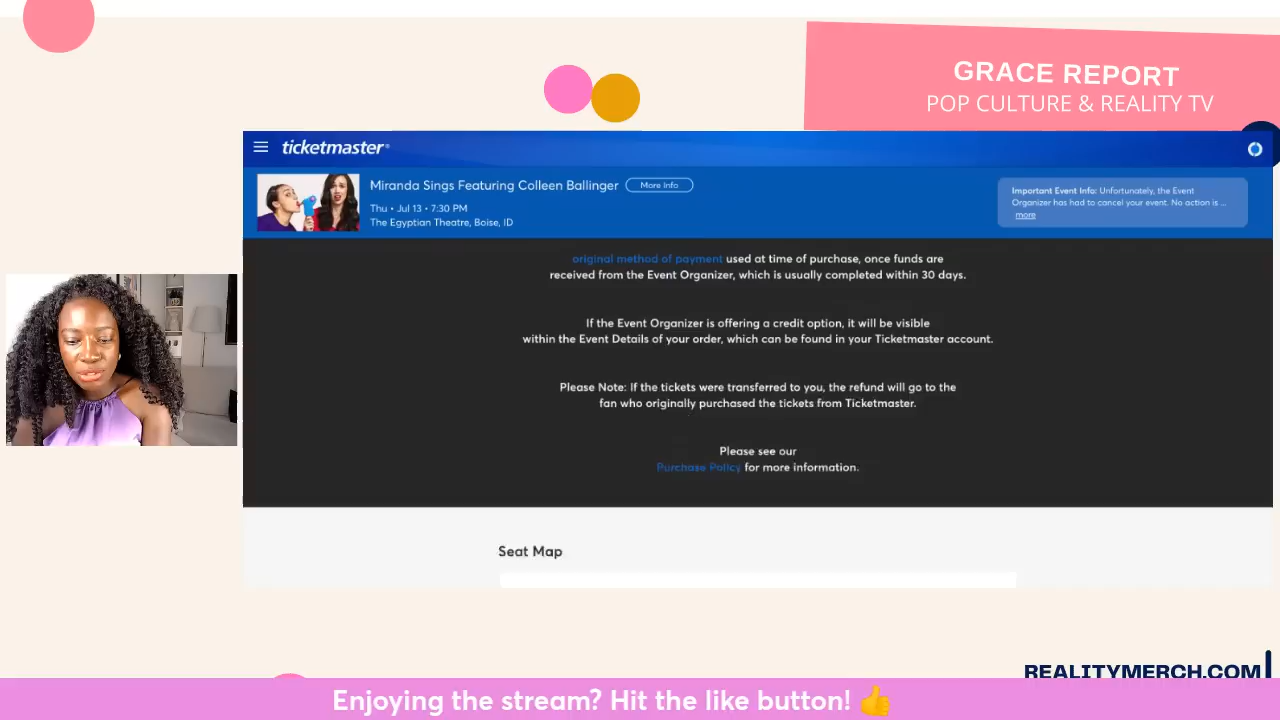 GRACE REPORT
POP CULTURE & REALITY TV
ticketmaster®
Miranda Sings Featuring Colleen Ballinger More Info
Thu • Jul 13 • 7:30 PM
The Egyptian Theatre, Boise, ID
Important Event Info: Unfortunately, the Event
Organizer has had to cancel your event. No action is ...
more
original method of payment used at time of purchase, once funds are
received from the Event Organizer, which is usually completed within 30 days.
If the Event Organizer is offering a credit option, it will be visible
within the Event Details of your order, which can be found in your Ticketmaster account.
Please Note: If the tickets were transferred to you, the refund will go to the
fan who originally purchased the tickets from Ticketmaster.
Please see our
Purchase Policy for more information.
Seat Map
REALITYMERCH.COM
Enjoying the stream? Hit the like button! 👍